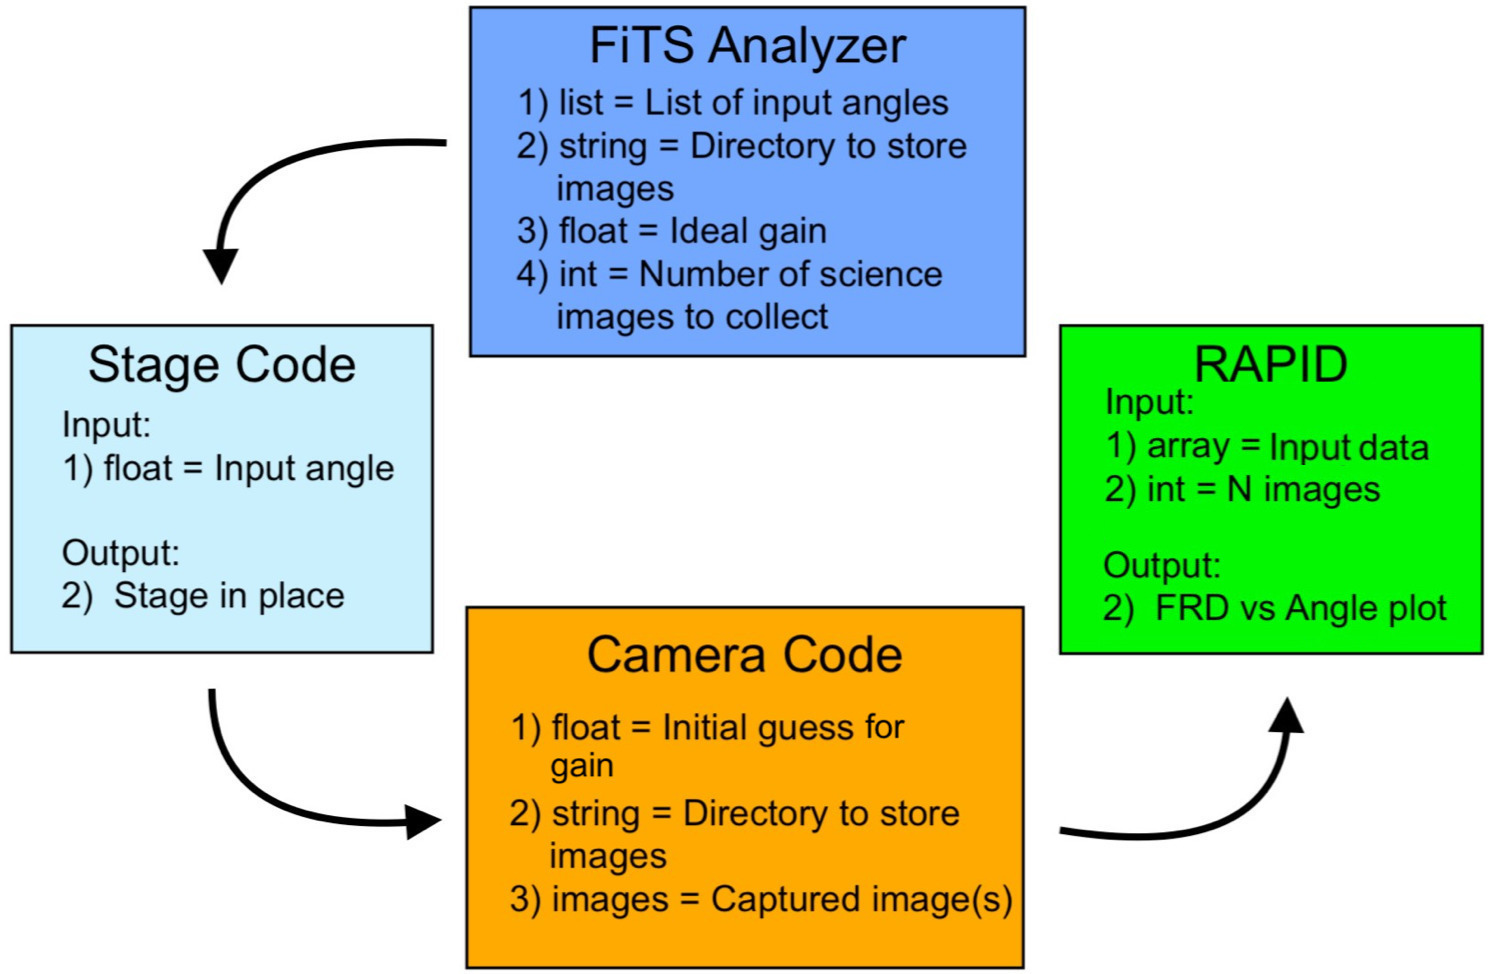 FiTS Analyzer
1) list = List of input angles
2) string = Directory to store
images
3) float = Ideal gain
4) int = Number of science
images to collect
Stage Code
Input:
1) float = Input angle
Output:
2) Stage in place
Camera Code
1) float = Initial guess for
gain
2) string = Directory to store
images
3) images = Captured image(s)
RAPID
Input:
1) array = Input data
2) int = N images
Output:
2) FRD vs Angle plot